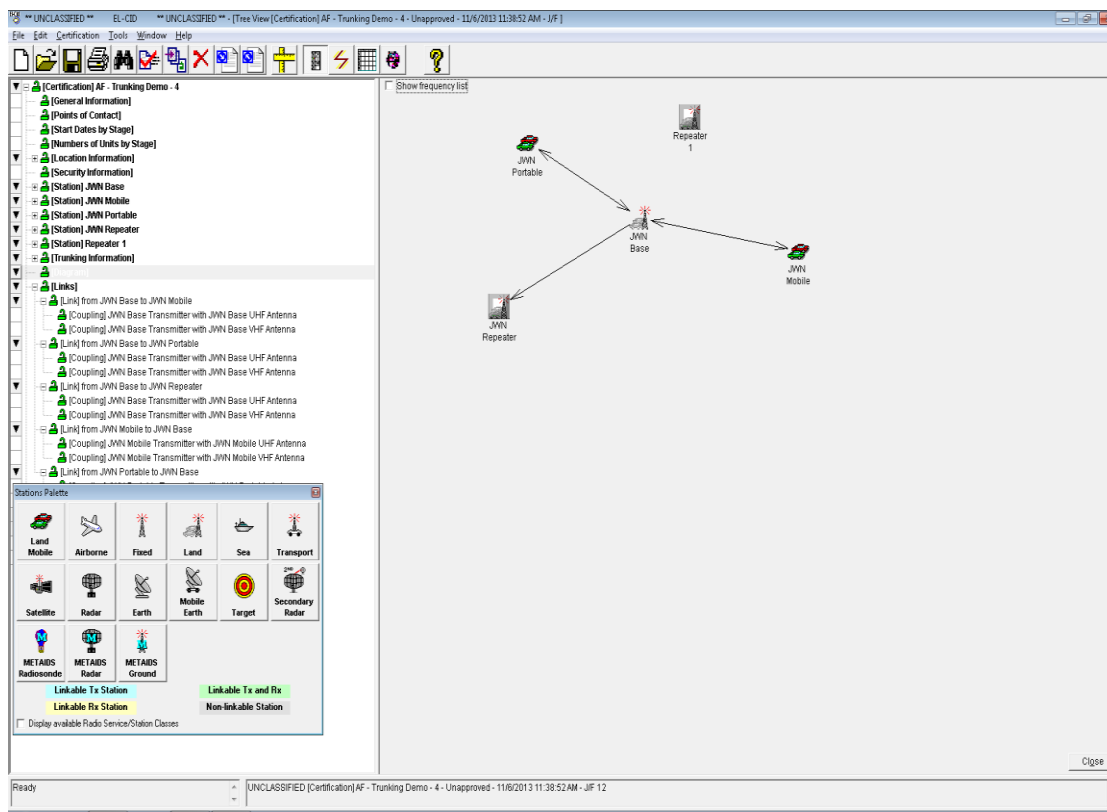 ** UNCLASSIFIED ** EL-CID ** UNCLASSIFIED ** - [Tree View [Certification] AF - Trunking Demo - 4 - Unapproved - 11/6/2013 11:38:52 AM - J/F ]
File Edit Certification Tools Window Help
[Certification] AF - Trunking Demo - 4
[General Information]
[Points of Contact]
[Start Dates by Stage]
[Numbers of Units by Stage]
[Location Information]
[Security Information]
[Station] JWN Base
[Station] JWN Mobile
[Station] JWN Portable
[Station] JWN Repeater
[Station] Repeater 1
[Trunking Information]
[Diagram]
[Links]
[Link] from JWN Base to JWN Mobile
[Coupling] JWN Base Transmitter with JWN Base UHF Antenna
[Coupling] JWN Base Transmitter with JWN Base VHF Antenna
[Link] from JWN Base to JWN Portable
[Coupling] JWN Base Transmitter with JWN Base UHF Antenna
[Coupling] JWN Base Transmitter with JWN Base VHF Antenna
[Link] from JWN Base to JWN Repeater
[Coupling] JWN Base Transmitter with JWN Base UHF Antenna
[Coupling] JWN Base Transmitter with JWN Base VHF Antenna
[Link] from JWN Mobile to JWN Base
[Coupling] JWN Mobile Transmitter with JWN Mobile UHF Antenna
[Coupling] JWN Mobile Transmitter with JWN Mobile VHF Antenna
[Link] from JWN Portable to JWN Base
Stations Palette
Land Mobile
Airborne
Fixed
Land
Sea
Transport
Satellite
Radar
Earth
Mobile Earth
Target
Secondary Radar
METAIDS Radiosonde
METAIDS Radar
METAIDS Ground
Linkable Tx Station
Linkable Tx and Rx
Linkable Rx Station
Non-linkable Station
Display available Radio Service/Station Classes
Show frequency list
Repeater
1
JWN
Portable
JWN
Base
JWN
Mobile
JWN
Repeater
Close
Ready
UNCLASSIFIED [Certification] AF - Trunking Demo - 4 - Unapproved - 11/6/2013 11:38:52 AM - J/F 12